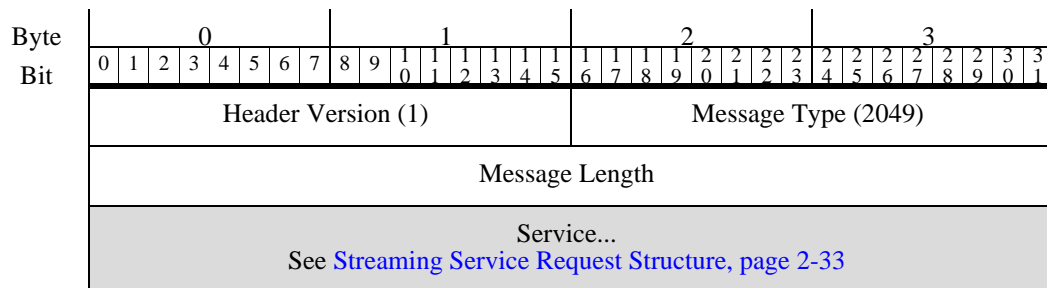 Byte 0 1 2 3
Bit 0 1 2 3 4 5 6 7 8 9 10 11 12 13 14 15 16 17 18 19 20 21 22 23 24 25 26 27 28 29 30 31
Header Version (1) Message Type (2049)
Message Length
Service...
See Streaming Service Request Structure, page 2-33